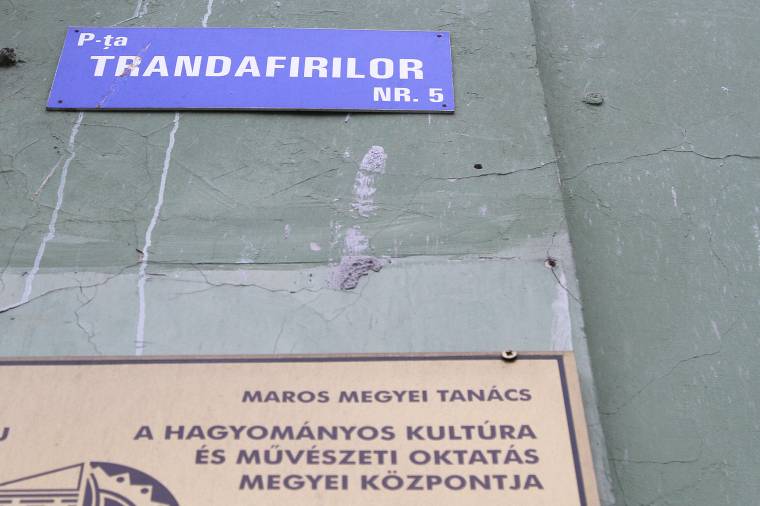 P-ța
TRANDAFIRILOR
NR. 5
MAROS MEGYEI TANÁCS
A HAGYOMÁNYOS KULTÚRA
ÉS MŰVÉSZETI OKTATÁS
MEGYEI KÖZPONTJA